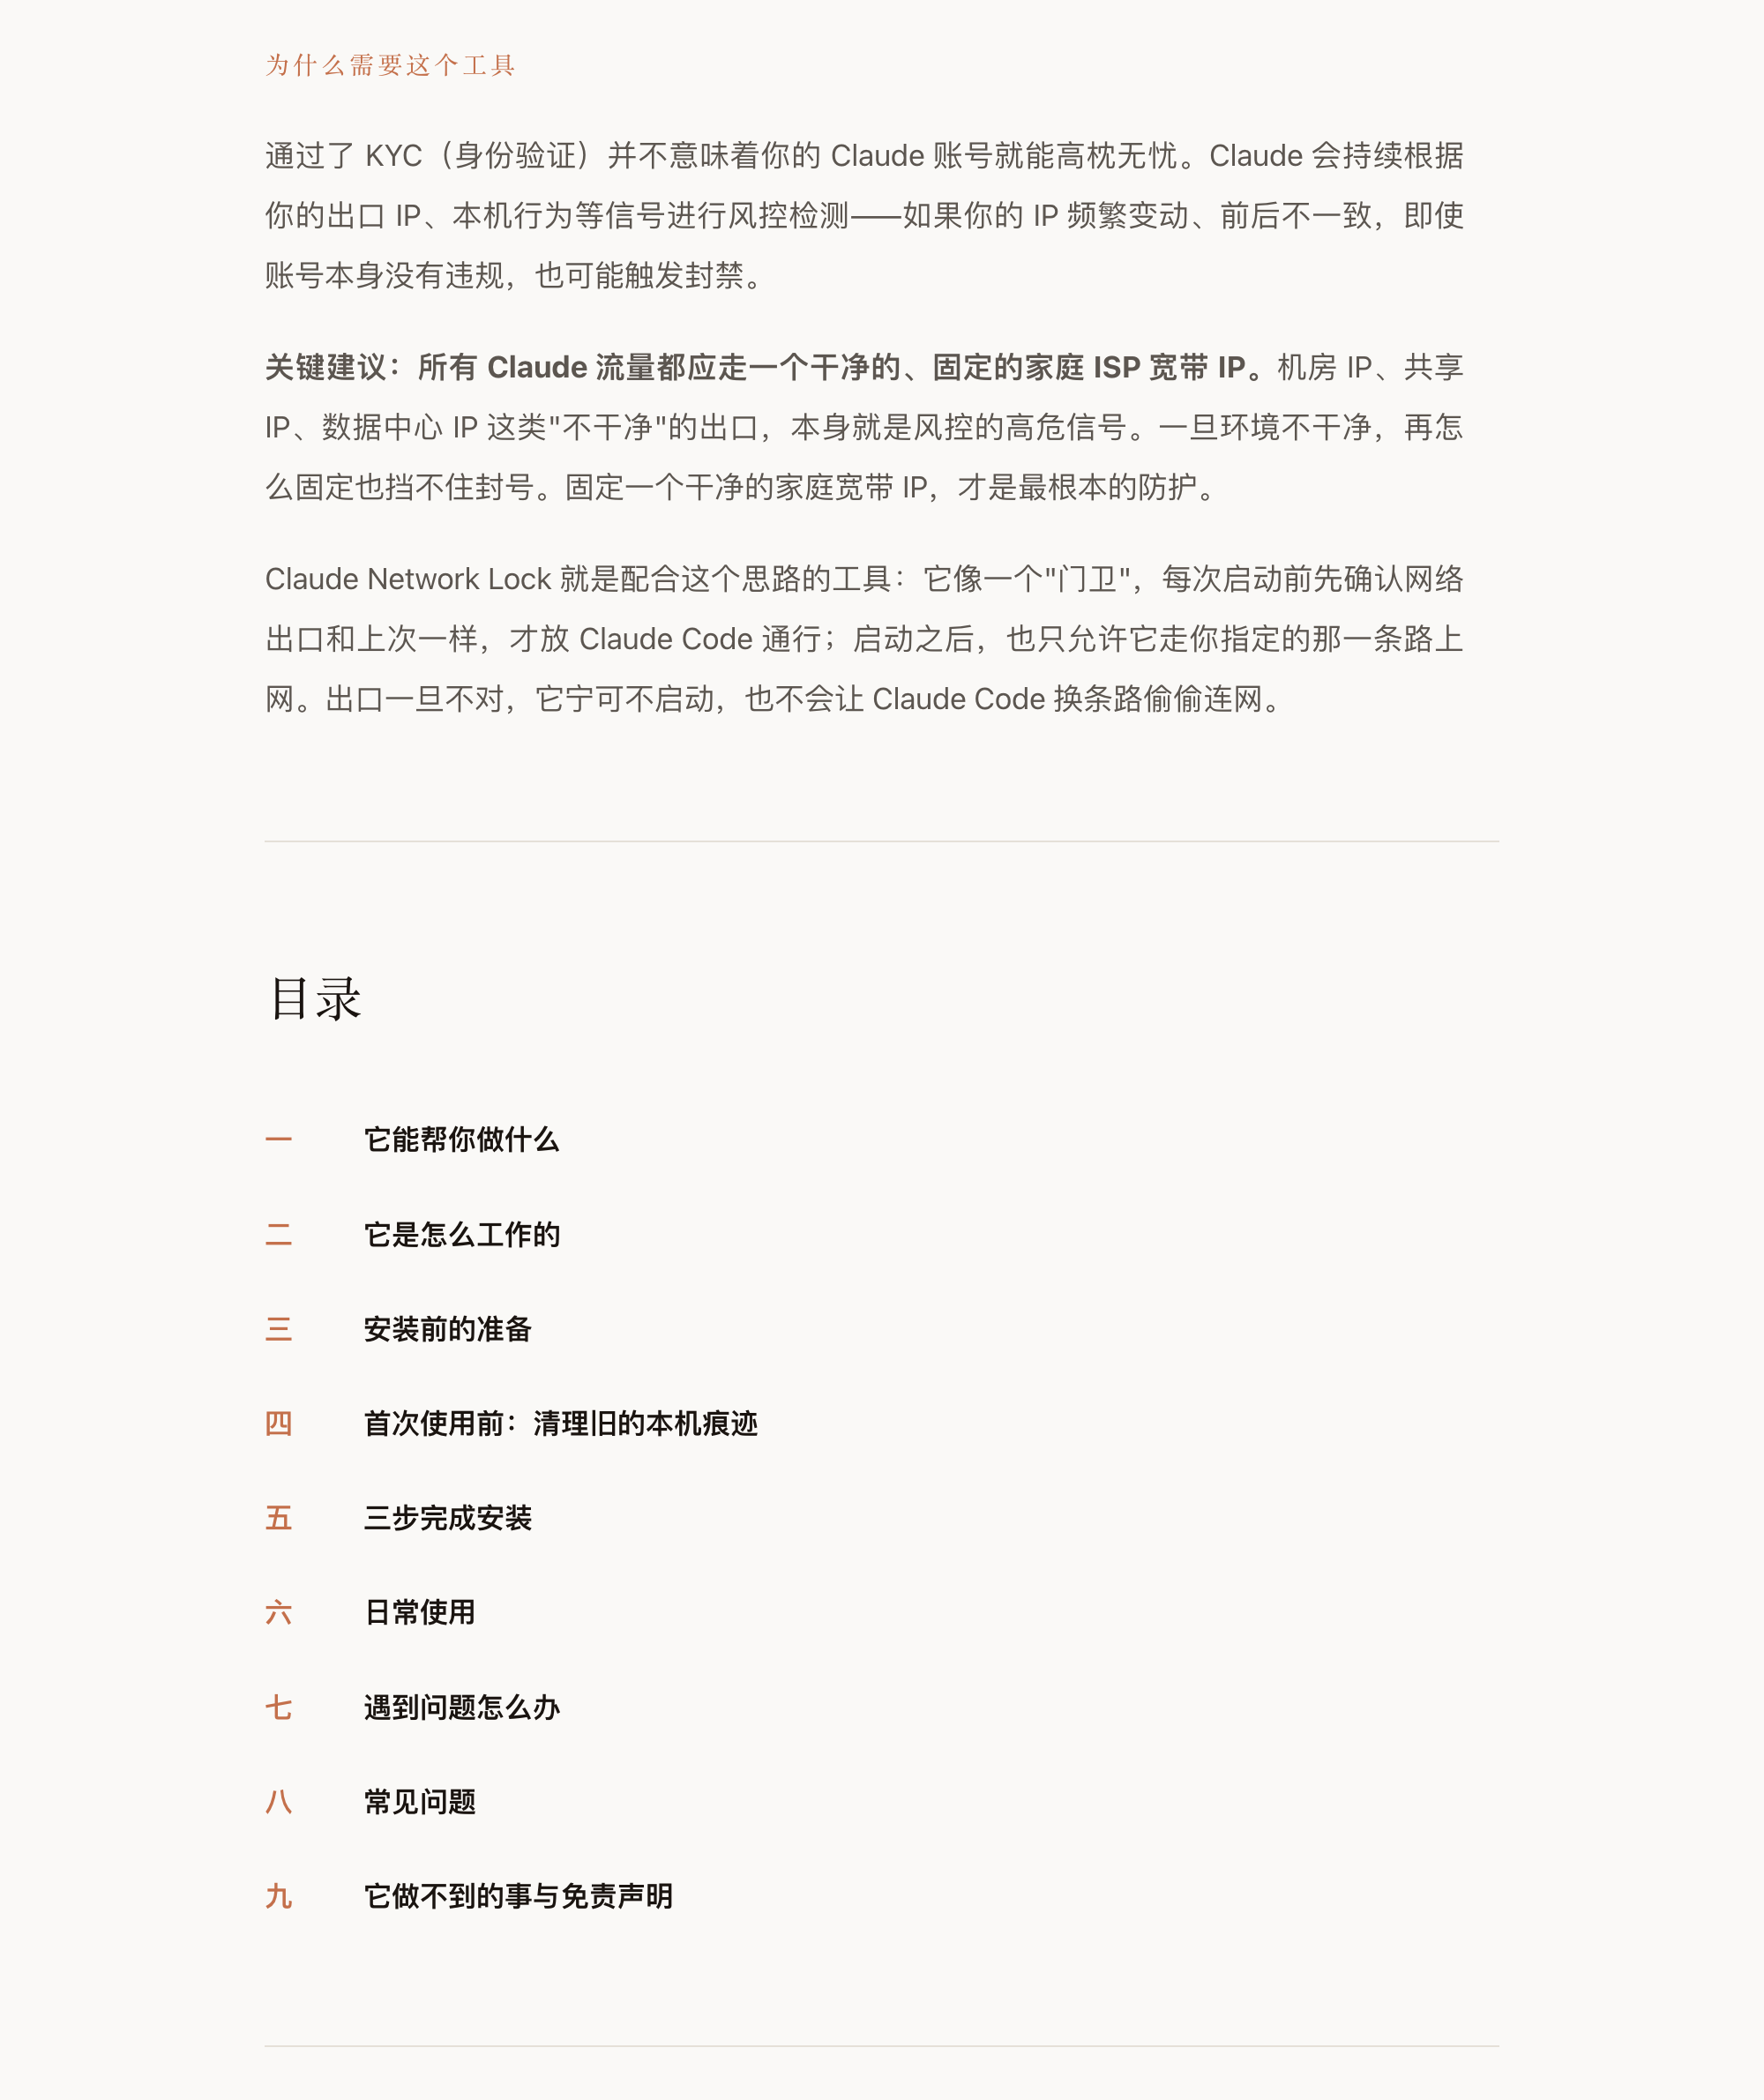 为什么需要这个工具
通过了 KYC（身份验证）并不意味着你的 Claude 账号就能高枕无忧。Claude 会持续根据
你的出口 IP、本机行为等信号进行风控检测——如果你的 IP 频繁变动、前后不一致，即使
账号本身没有违规，也可能触发封禁。
关键建议：所有 Claude 流量都应走一个干净的、固定的家庭 ISP 宽带 IP。机房 IP、共享
IP、数据中心 IP 这类"不干净"的出口，本身就是风控的高危信号。一旦环境不干净，再怎
么固定也挡不住封号。固定一个干净的家庭宽带 IP，才是最根本的防护。
Claude Network Lock 就是配合这个思路的工具：它像一个"门卫"，每次启动前先确认网络
出口和上次一样，才放 Claude Code 通行；启动之后，也只允许它走你指定的那一条路上
网。出口一旦不对，它宁可不启动，也不会让 Claude Code 换条路偷偷连网。
目录
一 它能帮你做什么
二 它是怎么工作的
三 安装前的准备
四 首次使用前：清理旧的本机痕迹
五 三步完成安装
六 日常使用
七 遇到问题怎么办
八 常见问题
九 它做不到的事与免责声明